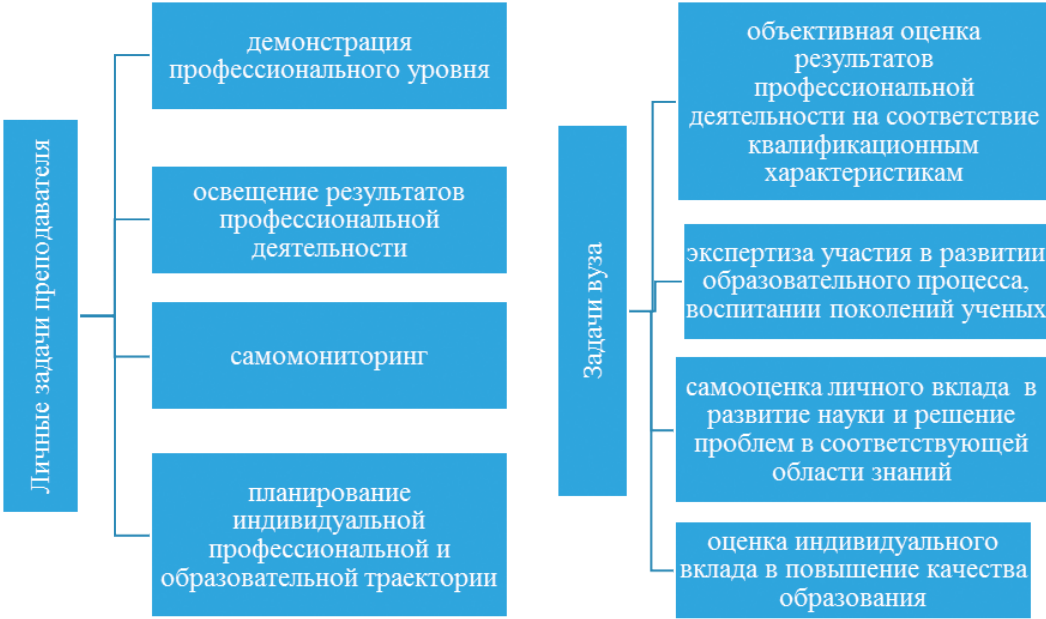 Личные задачи преподавателя
демонстрация
профессионального уровня
освещение результатов
профессиональной
деятельности
самомониторинг
планирование
индивидуальной
профессиональной и
образовательной траектории
Задачи вуза
объективная оценка
результатов
профессиональной
деятельности на соответствие
квалификационным
характеристикам
экспертиза участия в развитии
образовательного процесса,
воспитании поколений ученых
самооценка личного вклада в
развитие науки и решение
проблем в соответствующей
области знаний
оценка индивидуального
вклада в повышение качества
образования